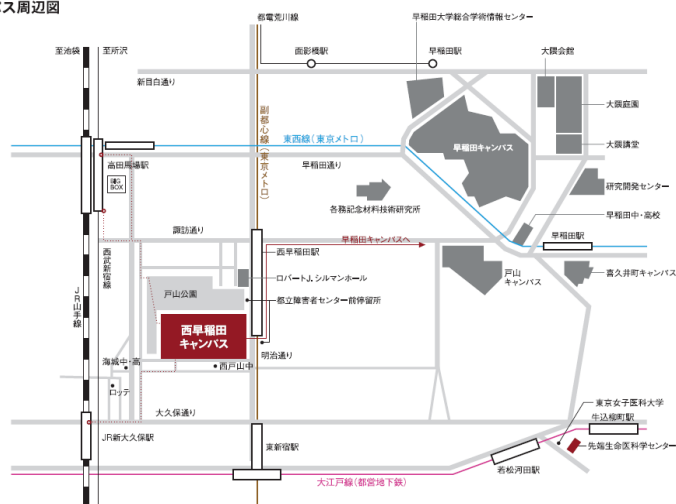 ス周辺図
都電荒川線
早稲田大学総合学術情報センター
至池袋
至所沢
面影橋駅
早稲田駅
大隈会館
新目白通り
大隈庭園
副都心線（東京メトロ）
東西線（東京メトロ）
早稲田キャンパス
大隈講堂
高田馬場駅
早稲田通り
BIG
BOX
研究開発センター
各務記念材料技術研究所
早稲田中・高校
諏訪通り
早稲田キャンパスへ
早稲田駅
西武新宿線
西早稲田駅
戸山
キャンパス
喜久井町キャンパス
ロバートJ.シルマンホール
JR山手線
戸山公園
都立障害者センター前停留所
西早稲田
キャンパス
明治通り
海城中・高
西戸山中
ロッテ
大久保通り
東京女子医科大学
牛込柳町駅
JR新大久保駅
東新宿駅
先端生命医科学センター
若松河田駅
大江戸線（都営地下鉄）